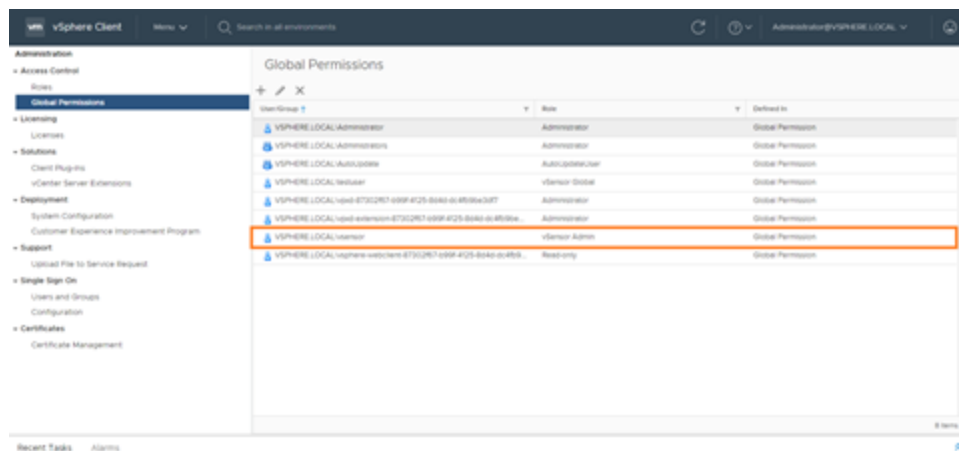 vm vSphere Client Menu Search in all environments Administrator@VSPHERE.LOCAL
Administration
Access Control
Roles
Global Permissions
Licensing
Licenses
Solutions
Client Plug-Ins
vCenter Server Extensions
Deployment
System Configuration
Customer Experience Improvement Program
Support
Upload File to Service Request
Single Sign On
Users and Groups
Configuration
Certificates
Certificate Management
Global Permissions
User/Group Role Defined In
VSPHERE.LOCAL\Administrator Administrator Global Permission
VSPHERE.LOCAL\Administrators Administrator Global Permission
VSPHERE.LOCAL\AutoUpdate AutoUpdateUser Global Permission
VSPHERE.LOCAL\testuser vSensor Global Global Permission
Administrator Global Permission
Administrator Global Permission
VSPHERE.LOCAL\vsensor vSensor Admin Global Permission
Read-only Global Permission
8 items
Recent Tasks Alarms